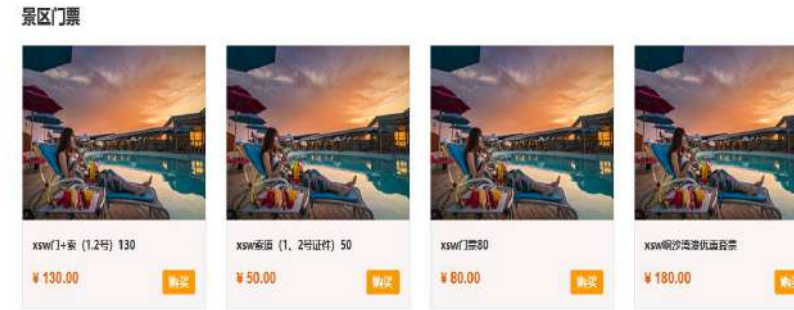 景区门票
xsw门+索 (1.2号) 130
¥ 130.00
购买
xsw索道 (1、2号证件) 50
¥ 50.00
购买
xsw门票80
¥ 80.00
购买
xsw响沙湾港优惠套票
¥ 180.00